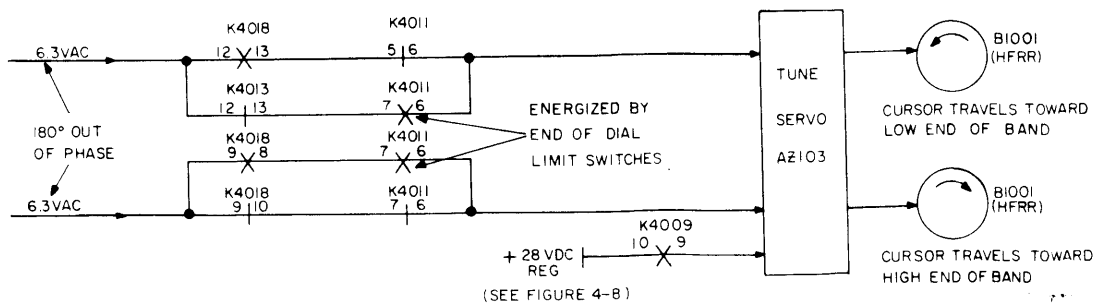 K4018
K4011
6.3VAC
12 13
5 6
K4013
K4011
12 13
7 6
180° OUT
OF PHASE
K4018
K4011
9 8
7 6
ENERGIZED BY
END OF DIAL
LIMIT SWITCHES
6.3VAC
K4018
K4011
9 10
7 6
K4009
10 9
+28 VDC
REG
(SEE FIGURE 4-8)
TUNE
SERVO
A2103
B1001
(HFRR)
CURSOR TRAVELS TOWARD
LOW END OF BAND
B1001
(HFRR)
CURSOR TRAVELS TOWARD
HIGH END OF BAND